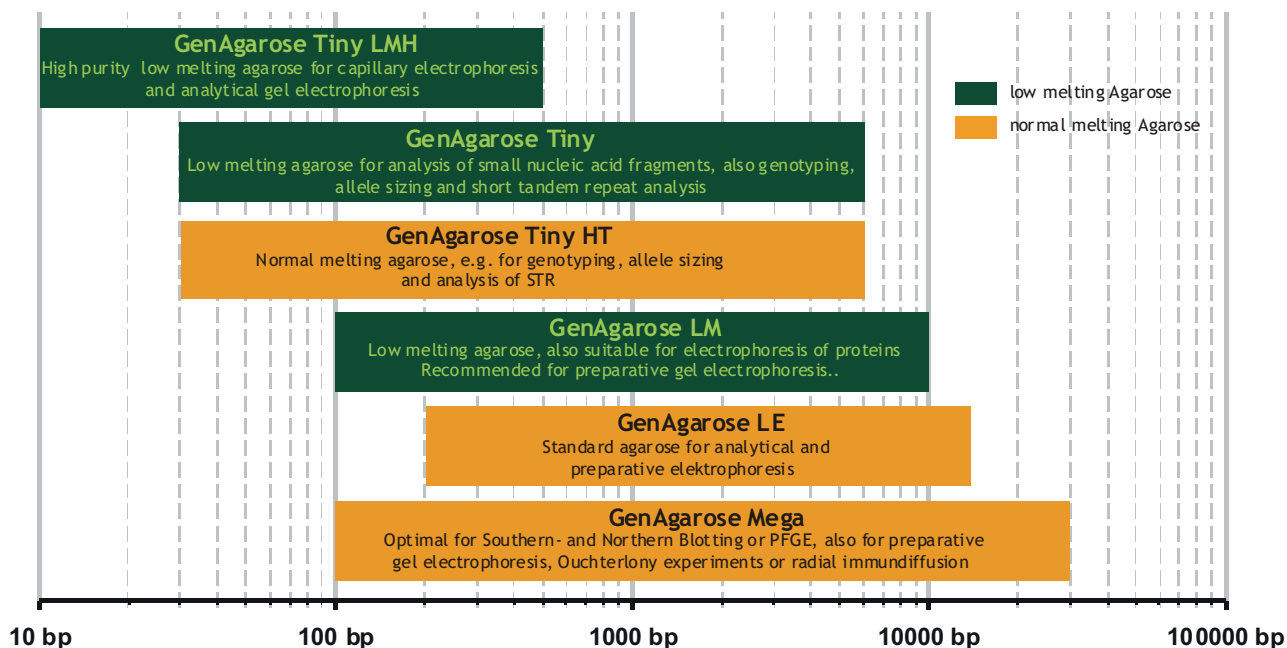 GenAgarose Tiny LMH
High purity low melting agarose for capillary electrophoresis
and analytical gel electrophoresis
low melting Agarose
normal melting Agarose
GenAgarose Tiny
Low melting agarose for analysis of small nucleic acid fragments, also genotyping,
allele sizing and short tandem repeat analysis
GenAgarose Tiny HT
Normal melting agarose, e.g. for genotyping, allele sizing
and analysis of STR
GenAgarose LM
Low melting agarose, also suitable for electrophoresis of proteins
Recommended for preparative gel electrophoresis..
GenAgarose LE
Standard agarose for analytical and
preparative elektrophoresis
GenAgarose Mega
Optimal for Southern- and Northern Blotting or PFGE, also for preparative
gel electrophoresis, Ouchterlony experiments or radial immundiffusion
10 bp 100 bp 1000 bp 10000 bp 100000 bp